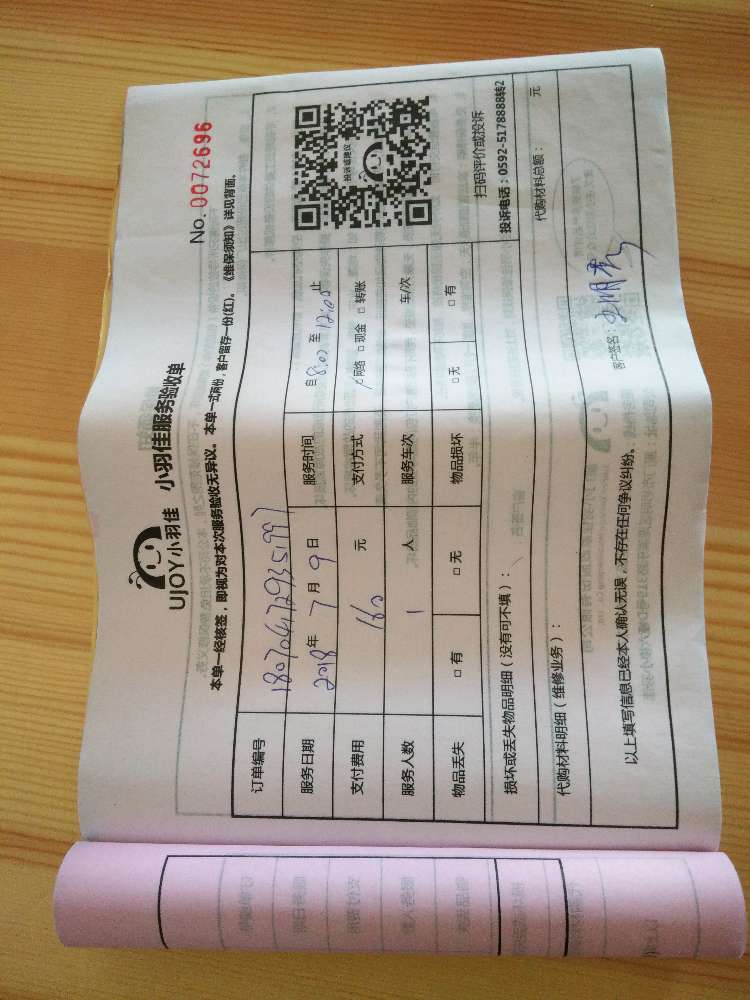 UJOY小羽佳 小羽佳服务验收单
No. 0072696
本单一经核签，即视为对本次服务验收无异议。本单一式两份，客户留存一份(红)。《维保须知》详见背面。
订单编号 18070417293S1997
服务日期 2018年 7月 9日 服务时间 自 8:00 至 12:00 止
支付费用 160 元 支付方式 ✓网络 □现金 □转账
服务人数 1 人 服务车次 车/次
物品丢失 □有 □无 物品损坏 □无 □有
扫码评价或投诉
投诉电话：0592-5178888转2
损坏或丢失物品明细（没有可不填）：
代购材料明细（维修业务）： 代购材料总额： 元
以上填写信息已经本人确认无误，不存在任何争议纠纷。 客户签名：